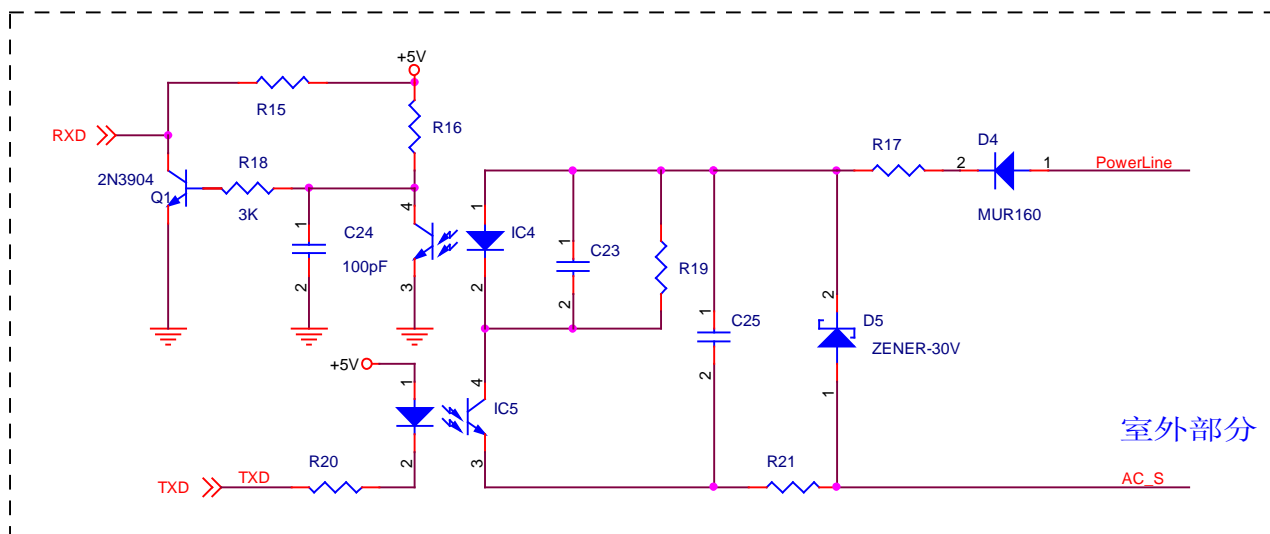 +5V
R15
R16
RXD
R18
2N3904
Q1
3K
C24
100pF
1
2
4
3
1
2
IC4
1
C23
2
R19
1
C25
2
R17
D4
2
1
PowerLine
MUR160
2
D5
ZENER-30V
1
+5V
1
2
4
IC5
3
室外部分
TXD
TXD
R20
R21
AC_S